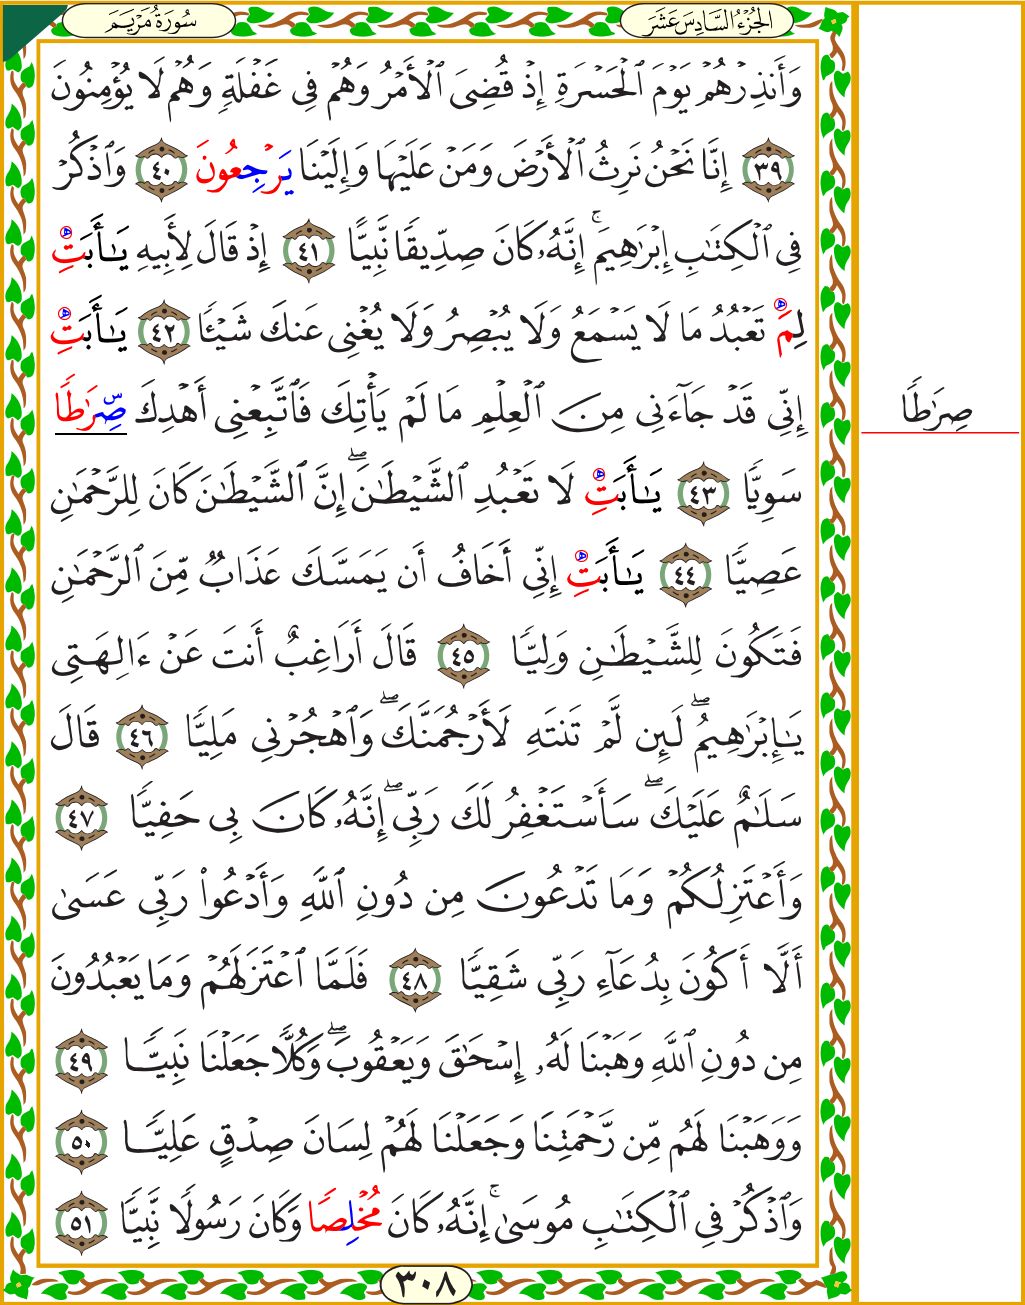 سُورَةُ مَرْيَمَ
الجُزْءُ السَّادِسَ عَشَرَ
وَأَنذِرْهُمْ يَوْمَ ٱلْحَسْرَةِ إِذْ قُضِىَ ٱلْأَمْرُ وَهُمْ فِى غَفْلَةٍ وَهُمْ لَا يُؤْمِنُونَ
٣٩ إِنَّا نَحْنُ نَرِثُ ٱلْأَرْضَ وَمَنْ عَلَيْهَا وَإِلَيْنَا يَرْجِعُونَ ٤٠ وَٱذْكُرْ
فِى ٱلْكِتَٰبِ إِبْرَٰهِيمَ ۚ إِنَّهُۥ كَانَ صِدِّيقًا نَّبِيًّا ٤١ إِذْ قَالَ لِأَبِيهِ يَٰٓأَبَتِ
لِمَ تَعْبُدُ مَا لَا يَسْمَعُ وَلَا يُبْصِرُ وَلَا يُغْنِى عَنكَ شَيْـًٔا ٤٢ يَٰٓأَبَتِ
إِنِّى قَدْ جَآءَنِى مِنَ ٱلْعِلْمِ مَا لَمْ يَأْتِكَ فَٱتَّبِعْنِى أَهْدِكَ صِرَٰطًا
صِرَٰطًا
سَوِيًّا ٤٣ يَٰٓأَبَتِ لَا تَعْبُدِ ٱلشَّيْطَٰنَ ۖ إِنَّ ٱلشَّيْطَٰنَ كَانَ لِلرَّحْمَٰنِ
عَصِيًّا ٤٤ يَٰٓأَبَتِ إِنِّى أَخَافُ أَن يَمَسَّكَ عَذَابٌ مِّنَ ٱلرَّحْمَٰنِ
فَتَكُونَ لِلشَّيْطَٰنِ وَلِيًّا ٤٥ قَالَ أَرَاغِبٌ أَنتَ عَنْ ءَالِهَتِى
يَٰٓإِبْرَٰهِيمُ ۖ لَئِن لَّمْ تَنتَهِ لَأَرْجُمَنَّكَ ۖ وَٱهْجُرْنِى مَلِيًّا ٤٦ قَالَ
سَلَٰمٌ عَلَيْكَ ۖ سَأَسْتَغْفِرُ لَكَ رَبِّى ۖ إِنَّهُۥ كَانَ بِى حَفِيًّا ٤٧
وَأَعْتَزِلُكُمْ وَمَا تَدْعُونَ مِن دُونِ ٱللَّهِ وَأَدْعُوا۟ رَبِّى عَسَىٰ
أَلَّا أَكُونَ بِدُعَآءِ رَبِّى شَقِيًّا ٤٨ فَلَمَّا ٱعْتَزَلَهُمْ وَمَا يَعْبُدُونَ
مِن دُونِ ٱللَّهِ وَهَبْنَا لَهُۥ إِسْحَٰقَ وَيَعْقُوبَ ۖ وَكُلًّا جَعَلْنَا نَبِيًّا ٤٩
وَوَهَبْنَا لَهُم مِّن رَّحْمَتِنَا وَجَعَلْنَا لَهُمْ لِسَانَ صِدْقٍ عَلِيًّا ٥٠
وَٱذْكُرْ فِى ٱلْكِتَٰبِ مُوسَىٰ ۚ إِنَّهُۥ كَانَ مُخْلِصًا وَكَانَ رَسُولًا نَّبِيًّا ٥١
٣٠٨